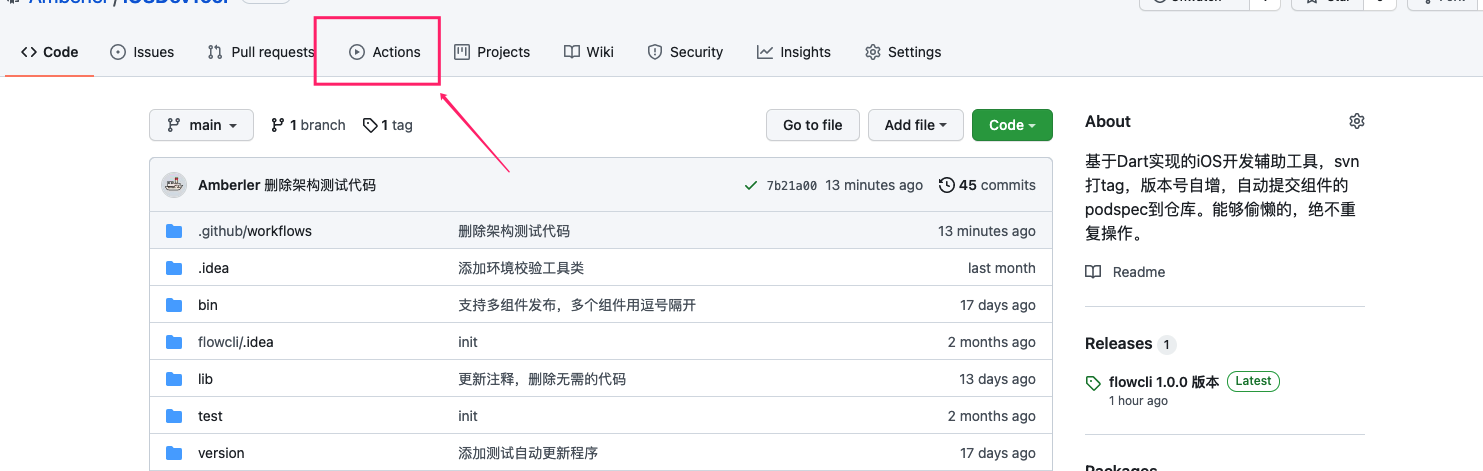 Code Issues Pull requests Actions Projects Wiki Security Insights Settings
main 1 branch 1 tag Go to file Add file Code
Amberler 删除架构测试代码 7b21a00 13 minutes ago 45 commits
.github/workflows 删除架构测试代码 13 minutes ago
.idea 添加环境校验工具类 last month
bin 支持多组件发布，多个组件用逗号隔开 17 days ago
flowcli/.idea init 2 months ago
lib 更新注释，删除无需的代码 13 days ago
test init 2 months ago
version 添加测试自动更新程序 17 days ago
About
基于Dart实现的iOS开发辅助工具，svn
打tag，版本号自增，自动提交组件的
podspec到仓库。能够偷懒的，绝不重
复操作。
Readme
Releases 1
flowcli 1.0.0 版本 Latest
1 hour ago